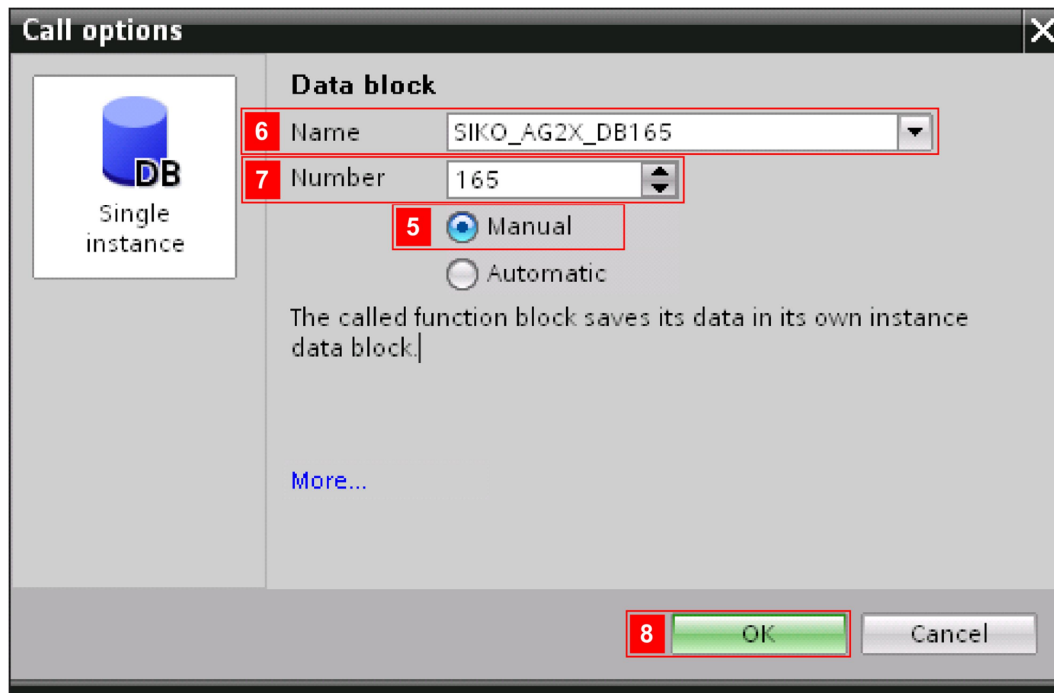 Call options
DB
Single
instance
Data block
6 Name SIKO_AG2X_DB165
7 Number 165
5 Manual
Automatic
The called function block saves its data in its own instance
data block.
More...
8 OK Cancel